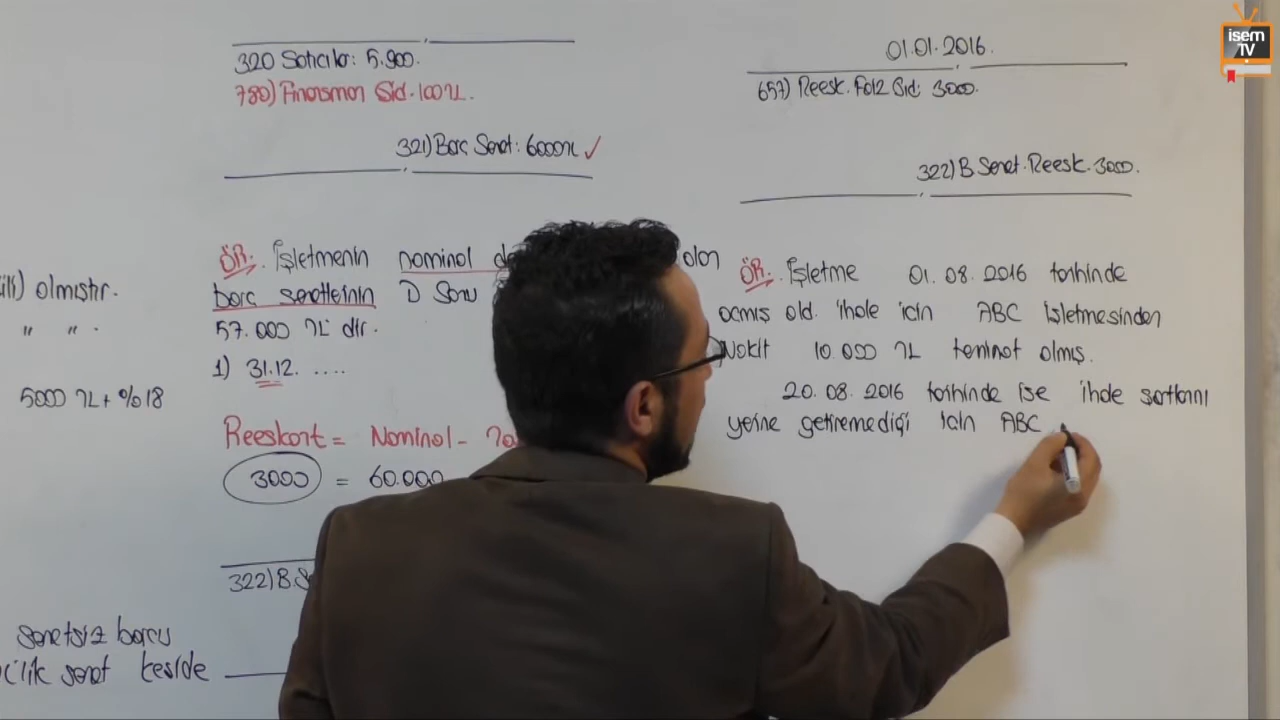 isem
TV
320 Satıcılar: 5.900.
780) Finansman Gid. 100 TL.
321) Borç Senet: 6000 TL ✓
olmıştır.
" " .
5000 TL + %18
senetsiz borcu
senet keside
ÖR: İşletmenin nominal olan
borç senetlerinin D Sonu
57.000 TL dir.
1) 31.12. ....
Reeskont = Nominal -
3000 = 60.000
322) B.S
01.01.2016.
657) Reesk. Faiz Gid: 3000.
322) B Senet. Reesk. 3000.
ÖR: İşletme 01.08.2016 tarihinde
açmış old. ihale için ABC işletmesinden
Nakit 10.000 TL teminat almış.
20.08.2016 tarihinde ise ihale şartlarını
yerine getiremediği için ABC